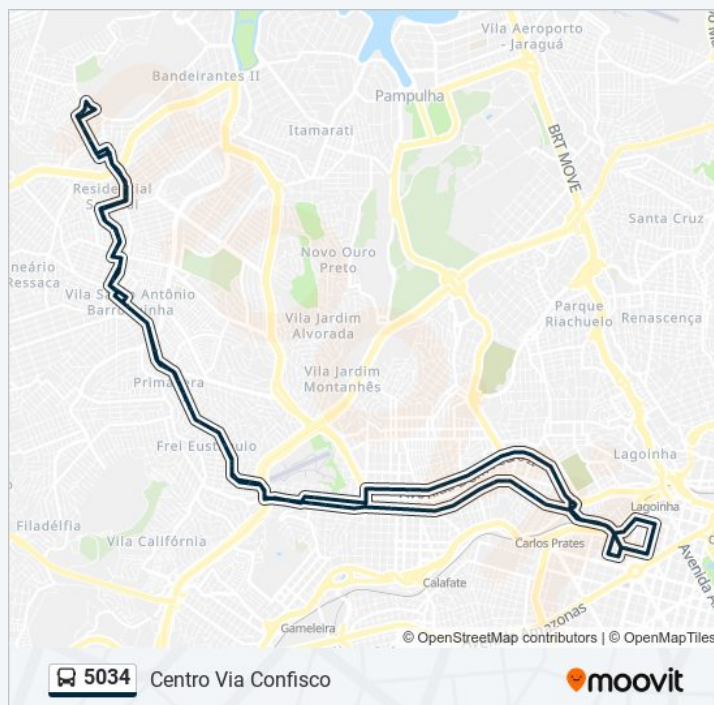 Vila Aeroporto
- Jaraguá
Bandeirantes II
Pampulha
Itamarati
BRT MOVE
Santa Cruz
Novo Ouro
Preto
Parque
Riachuelo
Renascença
Vila Jardim
Alvorada
Vila Jardim
Montanhês
Lagoinha
Lagoinha
Filadélfia
Vila Califórnia
Carlos Prates
Calafate
Gameleira
© OpenStreetMap contributors | © OpenMapTiles
5034
Centro Via Confisco
moovit